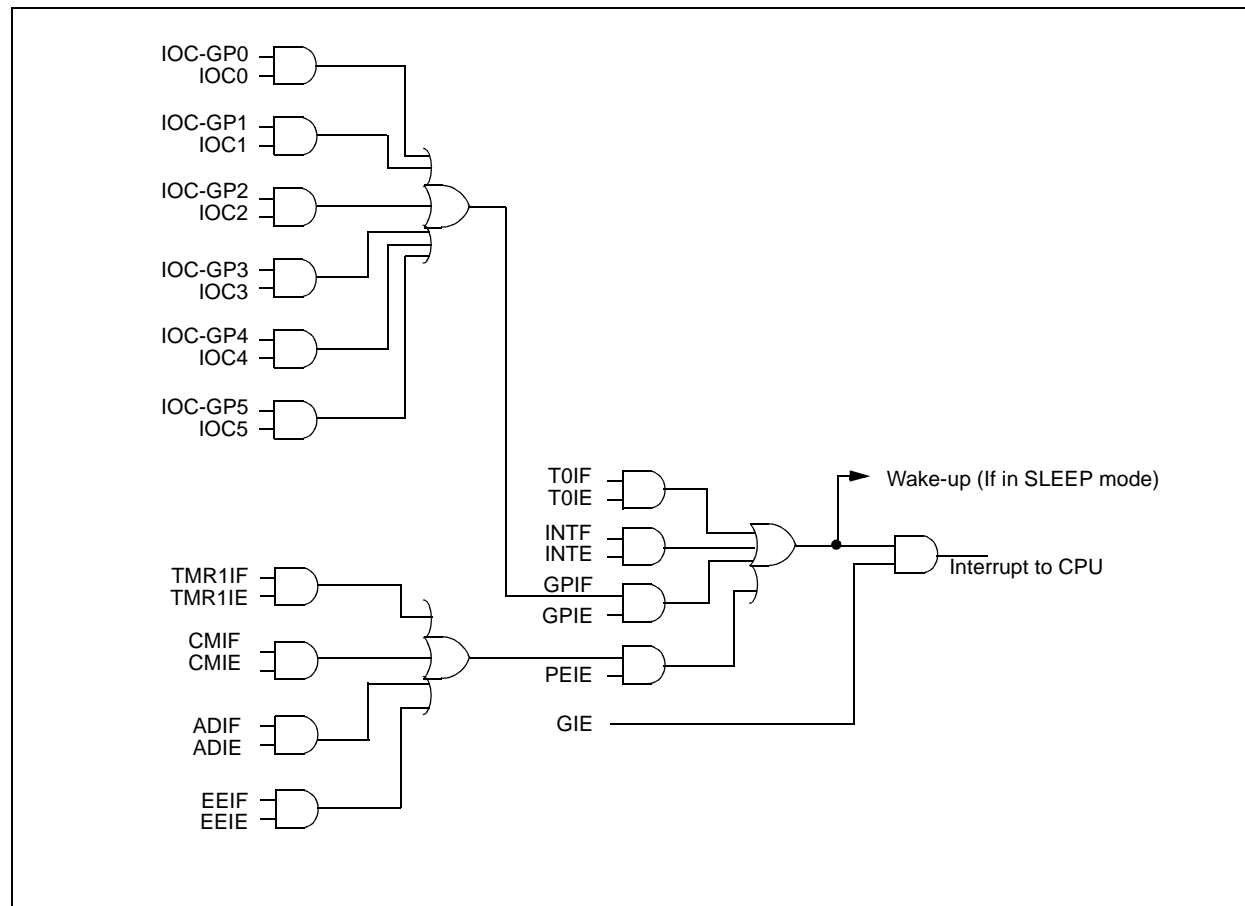 IOC-GP0
IOC0
IOC-GP1
IOC1
IOC-GP2
IOC2
IOC-GP3
IOC3
IOC-GP4
IOC4
IOC-GP5
IOC5
T0IF
T0IE
Wake-up (If in SLEEP mode)
INTF
INTE
Interrupt to CPU
TMR1IF
TMR1IE
GPIF
GPIE
CMIF
CMIE
PEIE
ADIF
ADIE
GIE
EEIF
EEIE